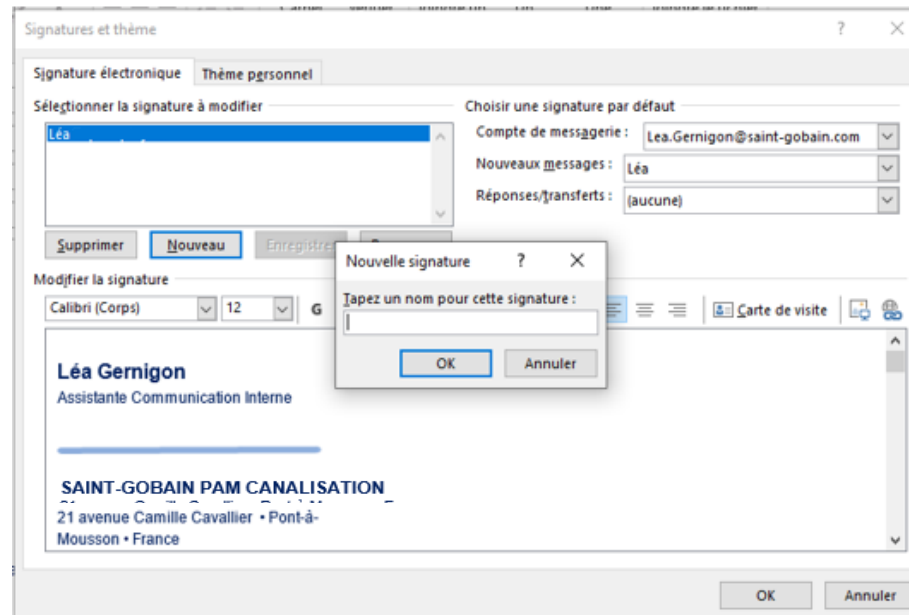 Signatures et thème ? ×
Signature électronique Thème personnel
Sélectionner la signature à modifier
Léa
Choisir une signature par défaut
Compte de messagerie : Lea.Gernigon@saint-gobain.com
Nouveaux messages : Léa
Réponses/transferts : (aucune)
Supprimer Nouveau Enregistrer
Modifier la signature
Calibri (Corps) 12 G
Carte de visite
Nouvelle signature ? ×
Tapez un nom pour cette signature :
OK Annuler
Léa Gernigon
Assistante Communication Interne
SAINT-GOBAIN PAM CANALISATION
21 avenue Camille Cavallier • Pont-à-
Mousson • France
OK Annuler